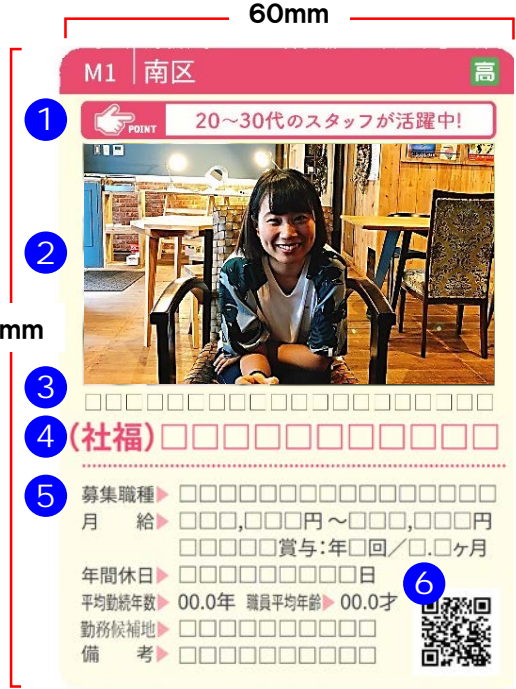 60mm
M1 南区 高
1 POINT 20～30代のスタッフが活躍中!
2
mm
3 □□□□□□□□□□□□□□□□□□□□
4 (社福)□□□□□□□□□□□
5 募集職種▶ □□□□□□□□□□□□□□□□
月 給▶ □□□,□□□円～□□□,□□□円
□□□□□賞与:年□回/□.□ヶ月
年間休日▶ □□□□□□□□□日
6
平均勤続年数▶ 00.0年 職員平均年齢▶ 00.0才
勤務候補地▶ □□□□□□□□□□
備 考▶ □□□□□□□□□□